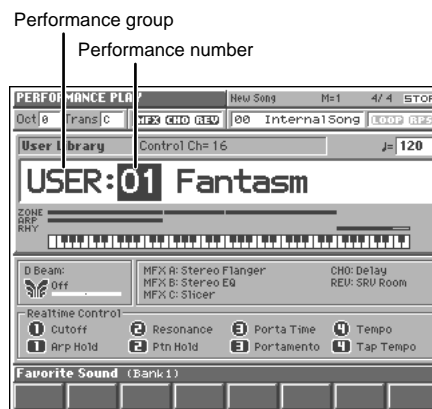 Performance group
Performance number
PERFORMANCE PLAY New Song M=1 4/4 STOP
Oct 0 Trans C MFX CHO REV 00 InternalSong LOOP RPS
User Library Control Ch= 16 ♩= 120
USER:01 Fantasm
ZONE
ARP
RHY
D Beam: Off
MFX A: Stereo Flanger CHO: Delay
MFX B: Stereo EQ REV: SRV Room
MFX C: Slicer
Realtime Control
1 Cutoff 2 Resonance 3 Porta Time 4 Tempo
1 Arp Hold 2 Ptn Hold 3 Portamento 4 Tap Tempo
Favorite Sound (Bank1)